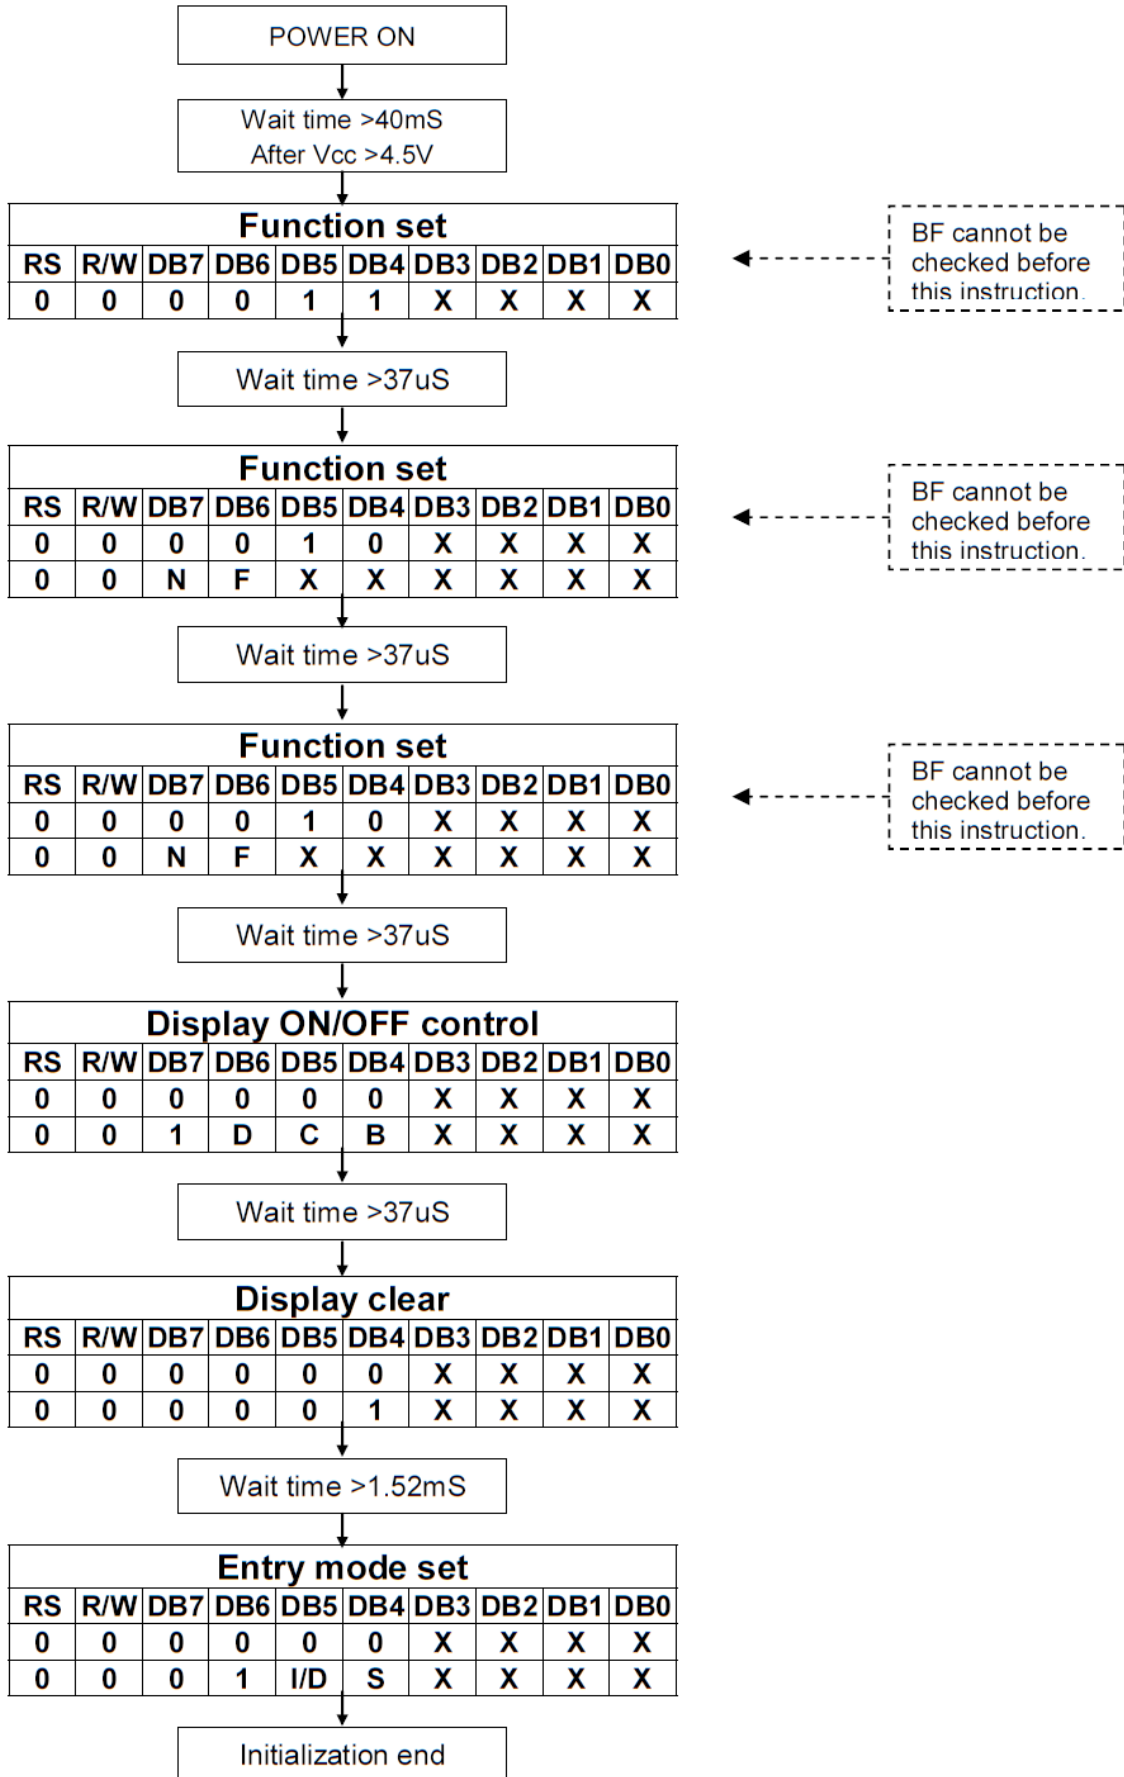 POWER ON
Wait time >40mS
After Vcc >4.5V
Function set
RS R/W DB7 DB6 DB5 DB4 DB3 DB2 DB1 DB0
0 0 0 0 1 1 X X X X
BF cannot be
checked before
this instruction.
Wait time >37uS
Function set
RS R/W DB7 DB6 DB5 DB4 DB3 DB2 DB1 DB0
0 0 0 0 1 0 X X X X
0 0 N F X X X X X X
BF cannot be
checked before
this instruction.
Wait time >37uS
Function set
RS R/W DB7 DB6 DB5 DB4 DB3 DB2 DB1 DB0
0 0 0 0 1 0 X X X X
0 0 N F X X X X X X
BF cannot be
checked before
this instruction.
Wait time >37uS
Display ON/OFF control
RS R/W DB7 DB6 DB5 DB4 DB3 DB2 DB1 DB0
0 0 0 0 0 0 X X X X
0 0 1 D C B X X X X
Wait time >37uS
Display clear
RS R/W DB7 DB6 DB5 DB4 DB3 DB2 DB1 DB0
0 0 0 0 0 0 X X X X
0 0 0 0 0 1 X X X X
Wait time >1.52mS
Entry mode set
RS R/W DB7 DB6 DB5 DB4 DB3 DB2 DB1 DB0
0 0 0 0 0 0 X X X X
0 0 0 1 I/D S X X X X
Initialization end